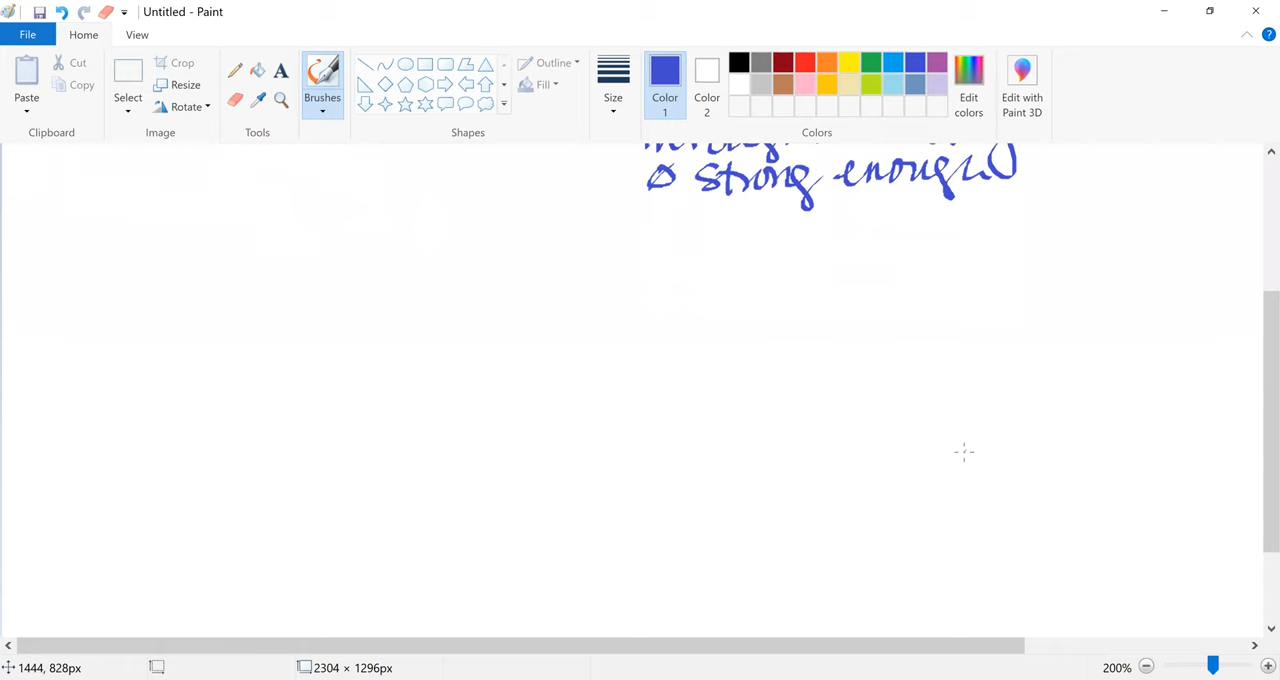 Untitled - Paint
File
Home
View
Paste
Cut
Copy
Clipboard
Select
Crop
Resize
Rotate
Image
Tools
Brushes
Shapes
Outline
Fill
Size
Color 1
Color 2
Colors
Edit colors
Edit with Paint 3D
strong enough)
1444, 828px
2304 × 1296px
200%